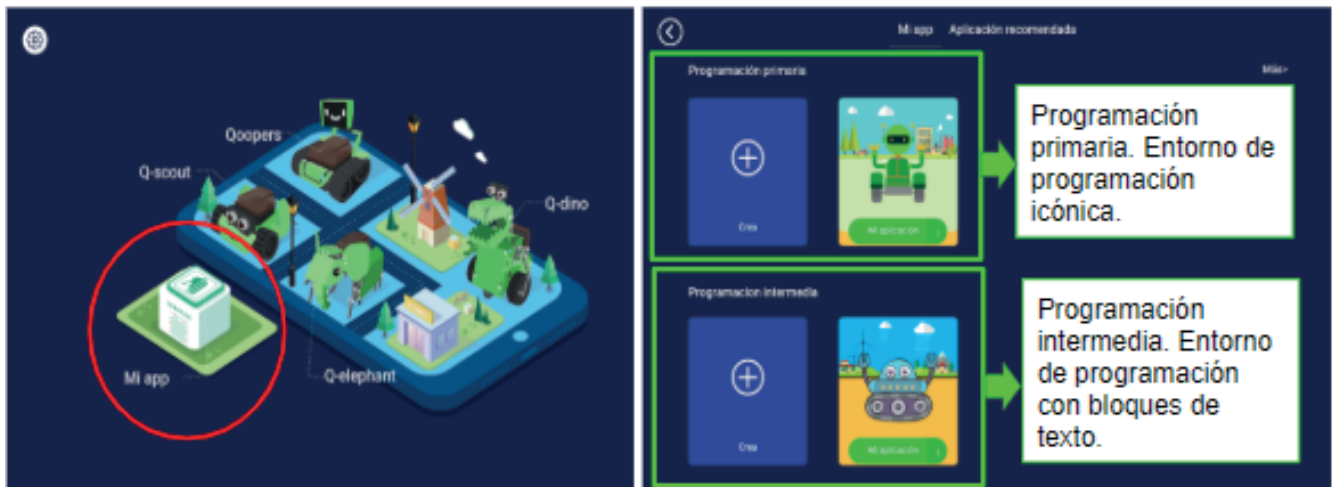 Qoopers
Q-scout
Q-dino
Mi app
Q-elephant
Mi app Aplicación recomendada
Programación primaria
Más>
Crea
Mi aplicación
Programación
primaria. Entorno de
programación
icónica.
Programacion intermedia
Crea
Mi aplicación
Programación
intermedia. Entorno
de programación
con bloques de
texto.